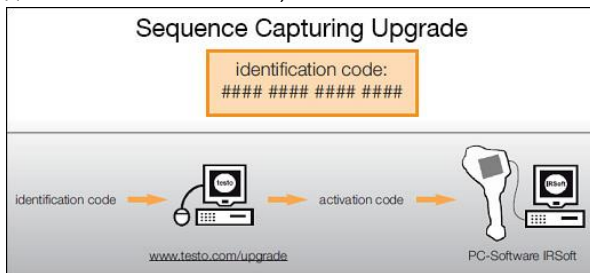 Sequence Capturing Upgrade
identification code:
#### #### #### ####
identification code
testo
activation code
IRSoft
www.testo.com/upgrade
PC-Software IRSoft